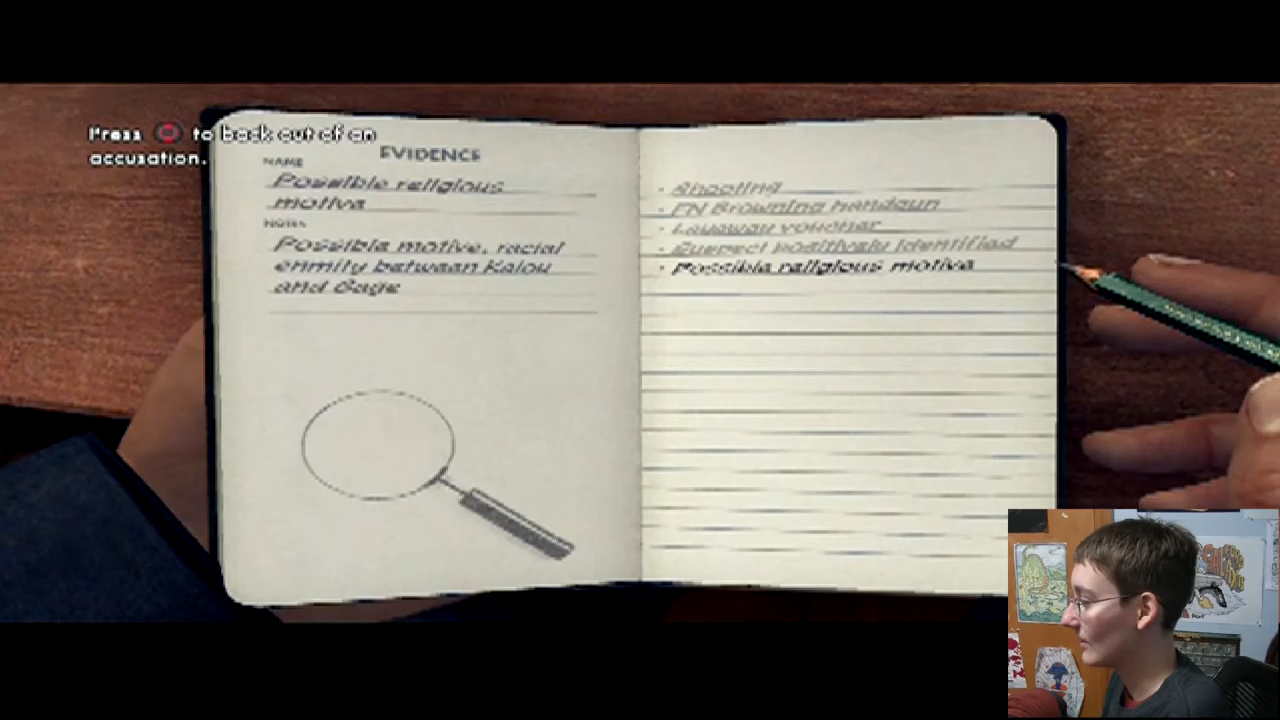 Press to back out of an
accusation.
EVIDENCE
NAME
Possible religious
motive
NOTES
Possible motive, racial
enmity between Kalou
and Gage
- Shooting
- FN Browning handgun
- Layaway voucher
- Suspect positively identified
- Possible religious motive